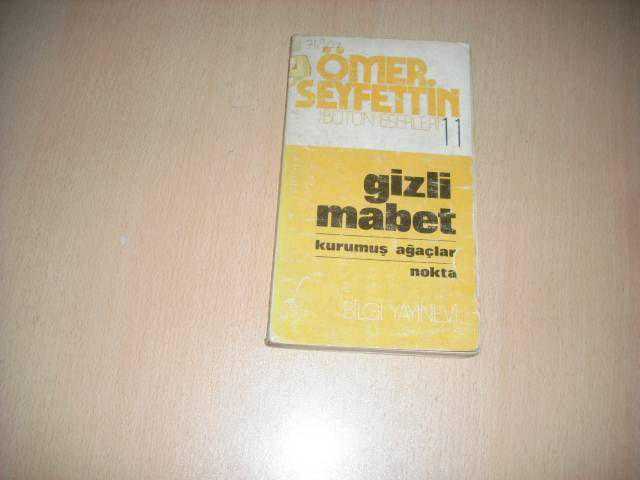 ÖMER.
SEYFETTİN
BÜTÜN ESERLERİ 11
gizli
mabet
kurumuş ağaçlar
nokta
BİLGİ YAYINEVİ